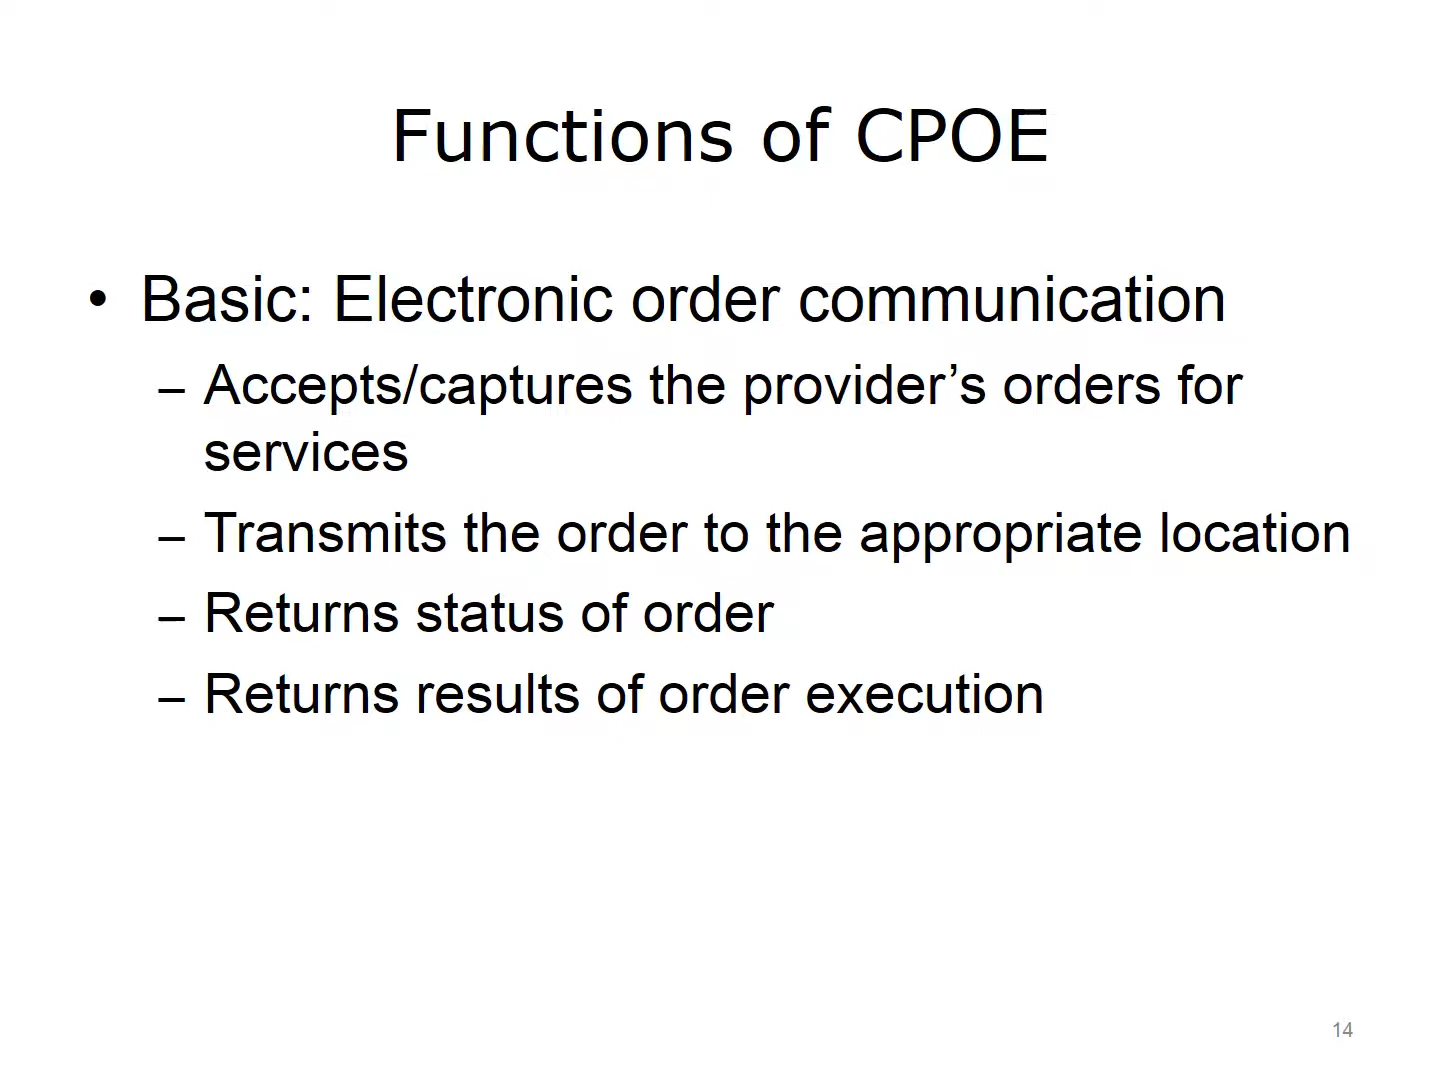 Functions of CPOE
• Basic: Electronic order communication
– Accepts/captures the provider’s orders for
services
– Transmits the order to the appropriate location
– Returns status of order
– Returns results of order execution
14